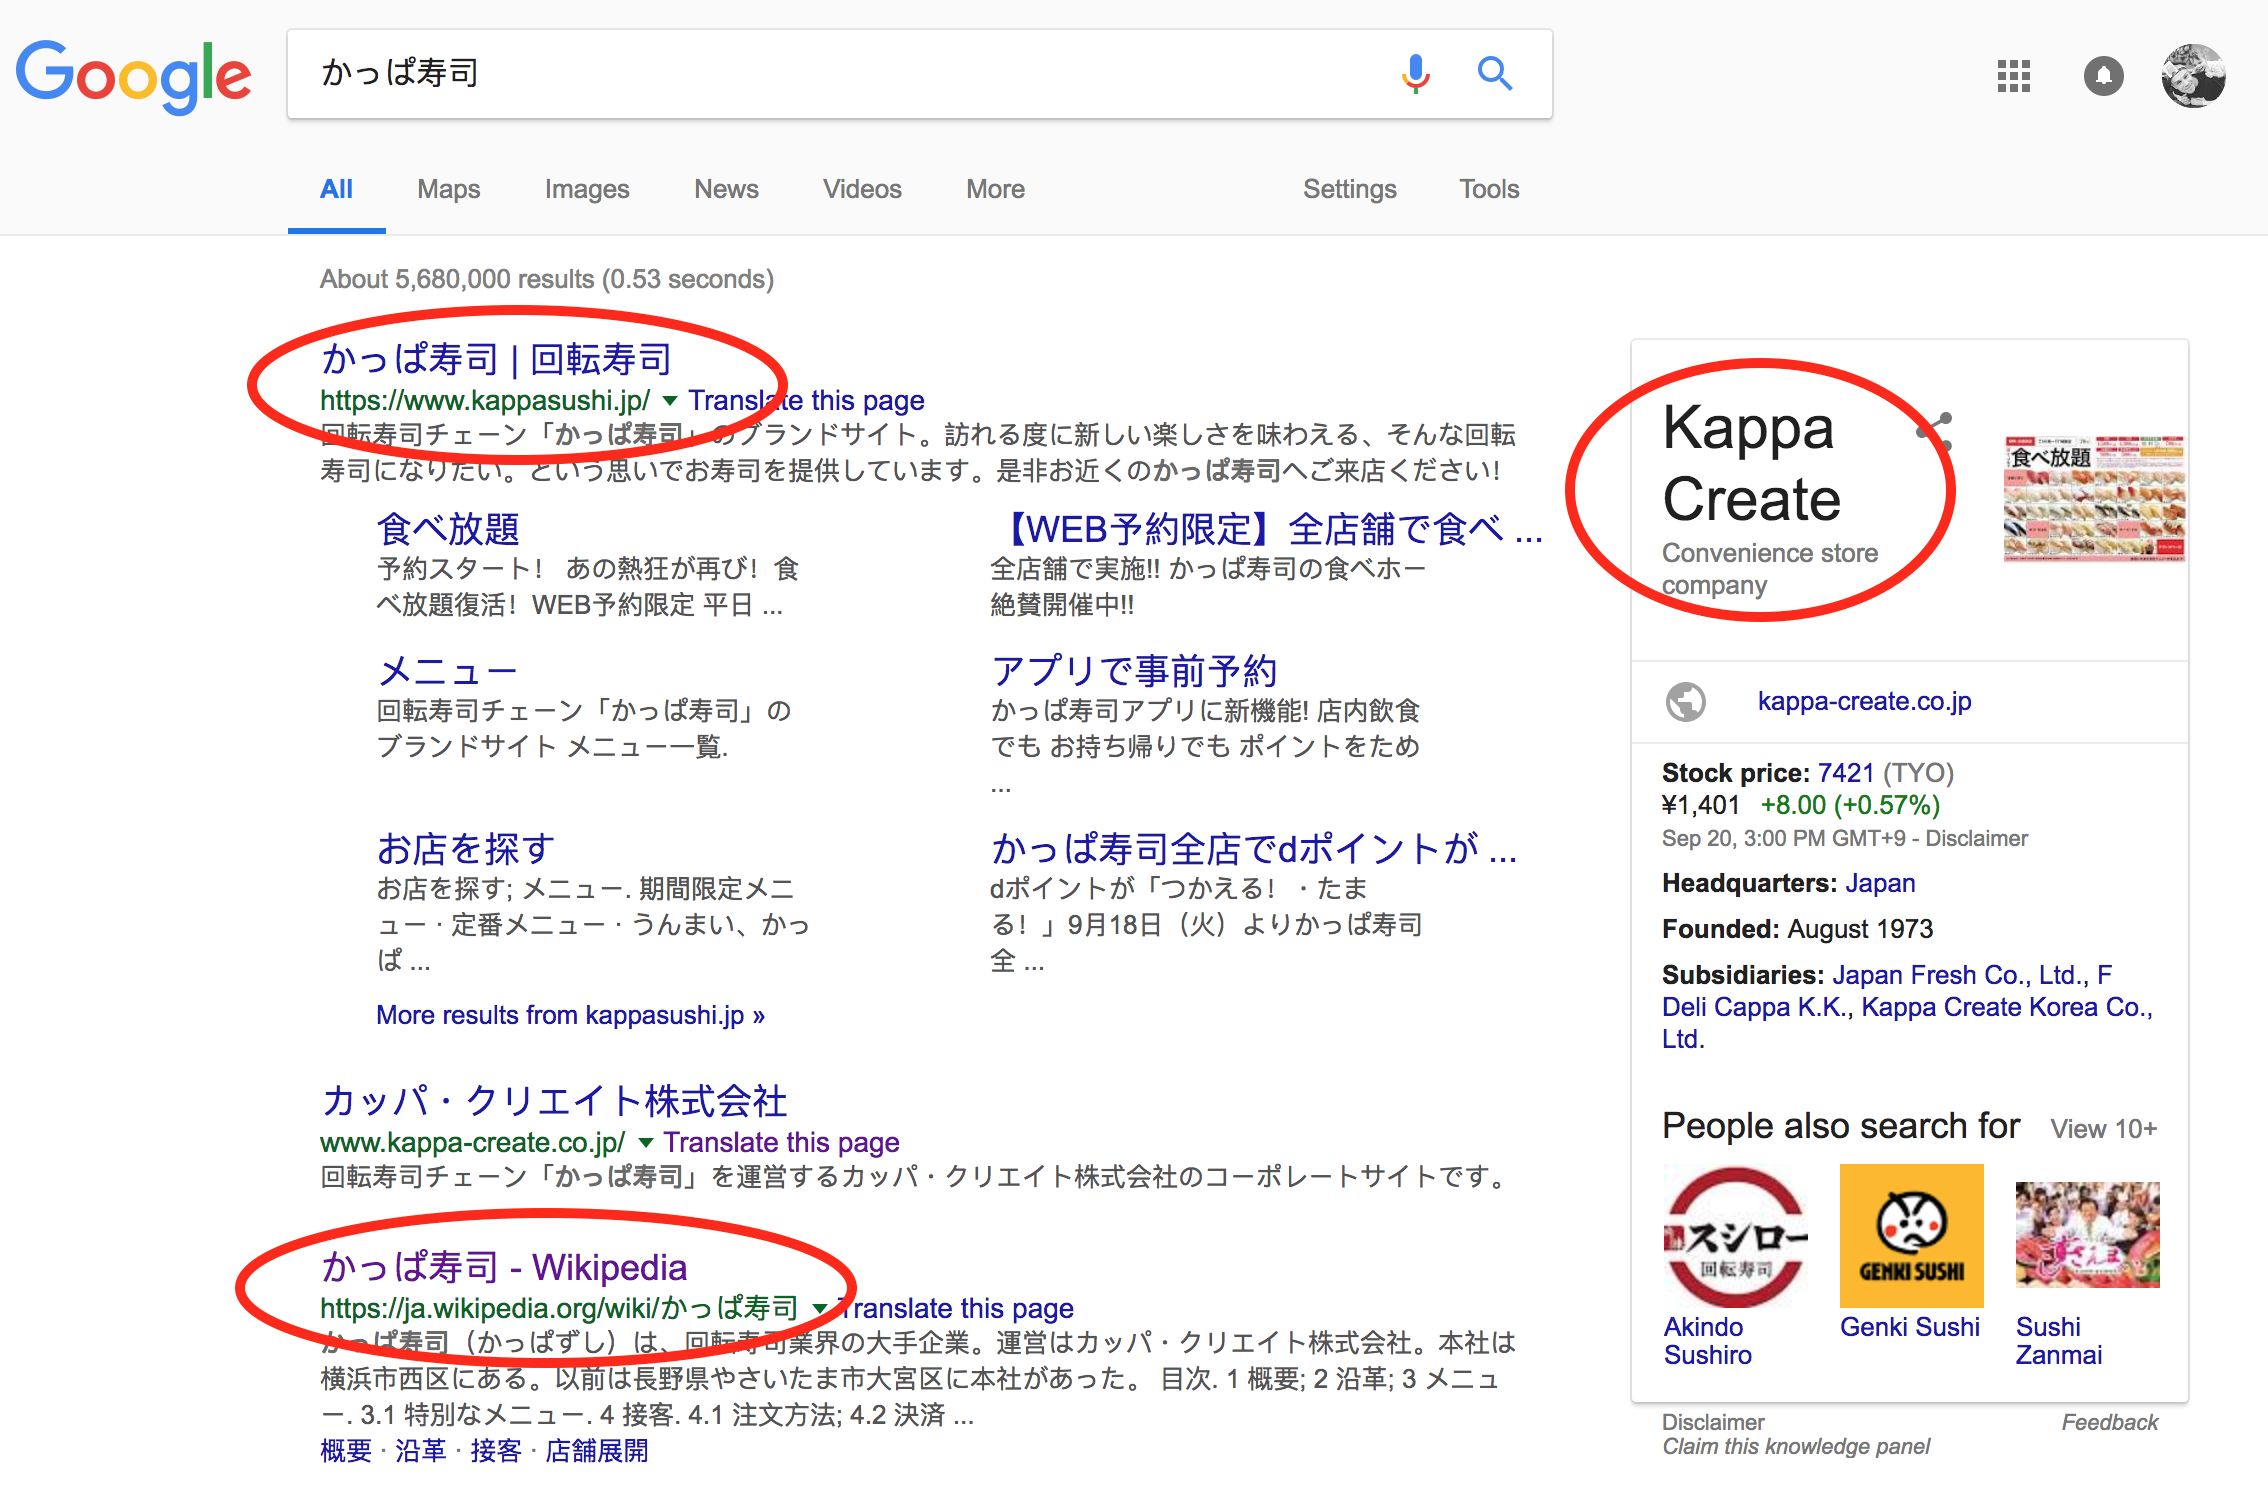 Google
かっぱ寿司
All
Maps
Images
News
Videos
More
Settings
Tools
About 5,680,000 results (0.53 seconds)
かっぱ寿司 | 回転寿司
https://www.kappasushi.jp/ ▼ Translate this page
回転寿司チェーン「かっぱ寿司」のブランドサイト。訪れる度に新しい楽しさを味わえる、そんな回転
寿司になりたい。という思いでお寿司を提供しています。是非お近くのかっぱ寿司へご来店ください！
食べ放題
予約スタート！ あの熱狂が再び！食
べ放題復活！WEB予約限定 平日 ...
【WEB予約限定】全店舗で食べ ...
全店舗で実施!! かっぱ寿司の食べホー
絶賛開催中!!
メニュー
回転寿司チェーン「かっぱ寿司」の
ブランドサイト メニュー一覧.
アプリで事前予約
かっぱ寿司アプリに新機能! 店内飲食
でも お持ち帰りでも ポイントをため
...
お店を探す
お店を探す; メニュー. 期間限定メニ
ュー · 定番メニュー · うんまい、かっ
ぱ ...
かっぱ寿司全店でdポイントが ...
dポイントが「つかえる！・たま
る！」9月18日（火）よりかっぱ寿司
全 ...
More results from kappasushi.jp »
カッパ・クリエイト株式会社
www.kappa-create.co.jp/ ▼ Translate this page
回転寿司チェーン「かっぱ寿司」を運営するカッパ・クリエイト株式会社のコーポレートサイトです。
かっぱ寿司 - Wikipedia
https://ja.wikipedia.org/wiki/かっぱ寿司 ▼ Translate this page
かっぱ寿司（かっぱずし）は、回転寿司業界の大手企業。運営はカッパ・クリエイト株式会社。本社は
横浜市西区にある。以前は長野県やさいたま市大宮区に本社があった。 目次. 1 概要; 2 沿革; 3 メニュ
ー. 3.1 特別なメニュー. 4 接客. 4.1 注文方法; 4.2 決済 ...
概要 · 沿革 · 接客 · 店舗展開
Kappa
Create
Convenience store
company
食べ放題
kappa-create.co.jp
Stock price: 7421 (TYO)
¥1,401 +8.00 (+0.57%)
Sep 20, 3:00 PM GMT+9 - Disclaimer
Headquarters: Japan
Founded: August 1973
Subsidiaries: Japan Fresh Co., Ltd., F
Deli Cappa K.K., Kappa Create Korea Co.,
Ltd.
People also search for
View 10+
スシロー
回転寿司
GENKI SUSHI
ざんま
Akindo
Sushiro
Genki Sushi
Sushi
Zanmai
Disclaimer
Feedback
Claim this knowledge panel